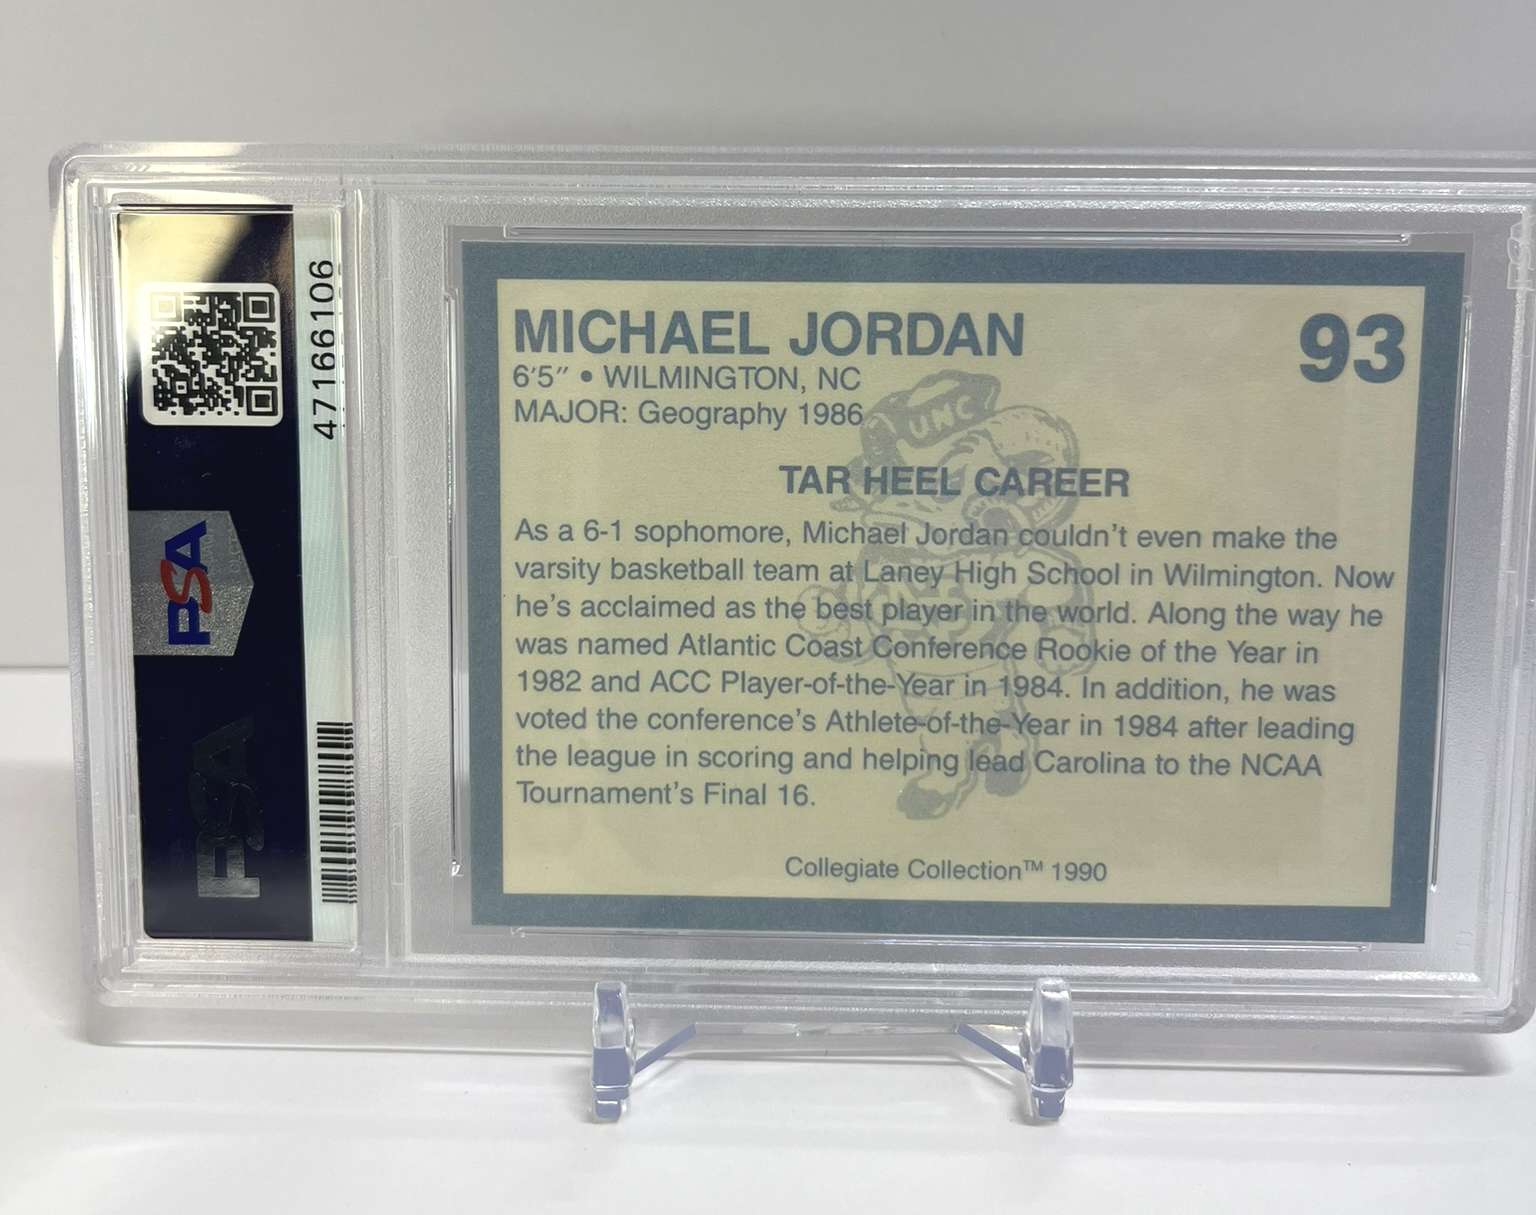 47166106
PSA
PSA
MICHAEL JORDAN
93
6'5" • WILMINGTON, NC
MAJOR: Geography 1986
UNC
TAR HEEL CAREER
As a 6-1 sophomore, Michael Jordan couldn't even make the
varsity basketball team at Laney High School in Wilmington. Now
he's acclaimed as the best player in the world. Along the way he
was named Atlantic Coast Conference Rookie of the Year in
1982 and ACC Player-of-the-Year in 1984. In addition, he was
voted the conference's Athlete-of-the-Year in 1984 after leading
the league in scoring and helping lead Carolina to the NCAA
Tournament's Final 16.
Collegiate Collection™ 1990